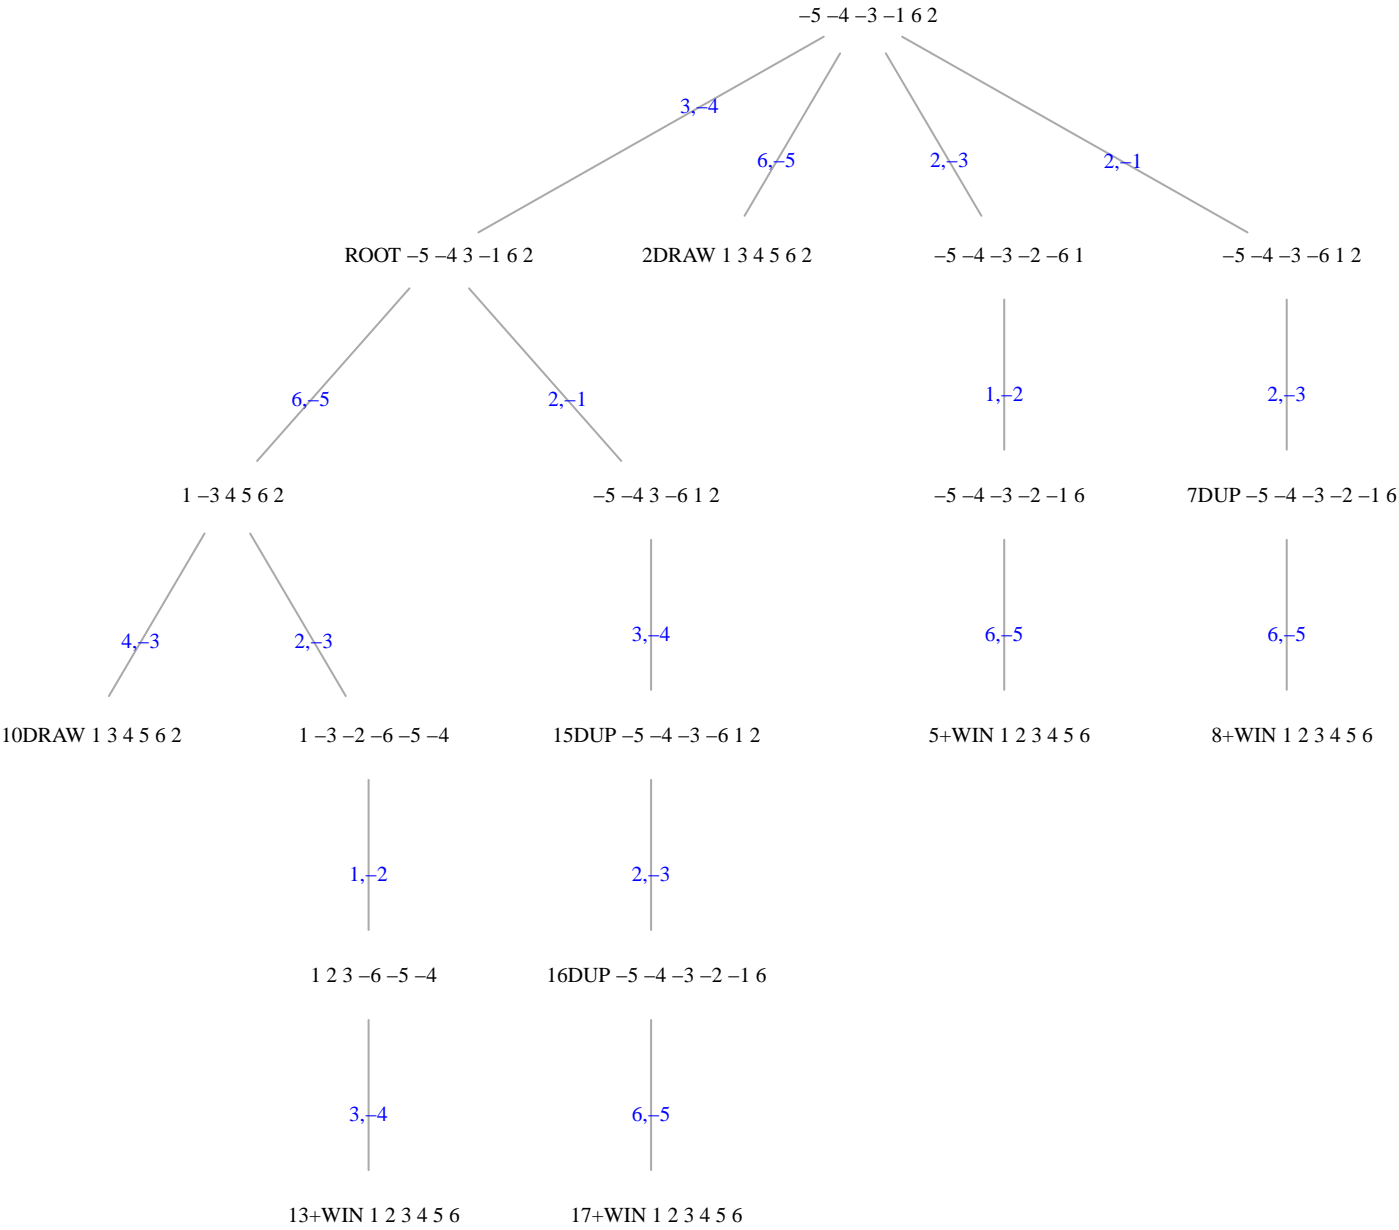 −5 −4 −3 −1 6 2
3,−4
6,−5
2,−3
2,−1
ROOT −5 −4 3 −1 6 2
2DRAW 1 3 4 5 6 2
−5 −4 −3 −2 −6 1
−5 −4 −3 −6 1 2
6,−5
2,−1
1,−2
2,−3
1 −3 4 5 6 2
−5 −4 3 −6 1 2
−5 −4 −3 −2 −1 6
7DUP −5 −4 −3 −2 −1 6
4,−3
2,−3
3,−4
6,−5
6,−5
10DRAW 1 3 4 5 6 2
1 −3 −2 −6 −5 −4
15DUP −5 −4 −3 −6 1 2
5+WIN 1 2 3 4 5 6
8+WIN 1 2 3 4 5 6
1,−2
2,−3
1 2 3 −6 −5 −4
16DUP −5 −4 −3 −2 −1 6
3,−4
6,−5
13+WIN 1 2 3 4 5 6
17+WIN 1 2 3 4 5 6